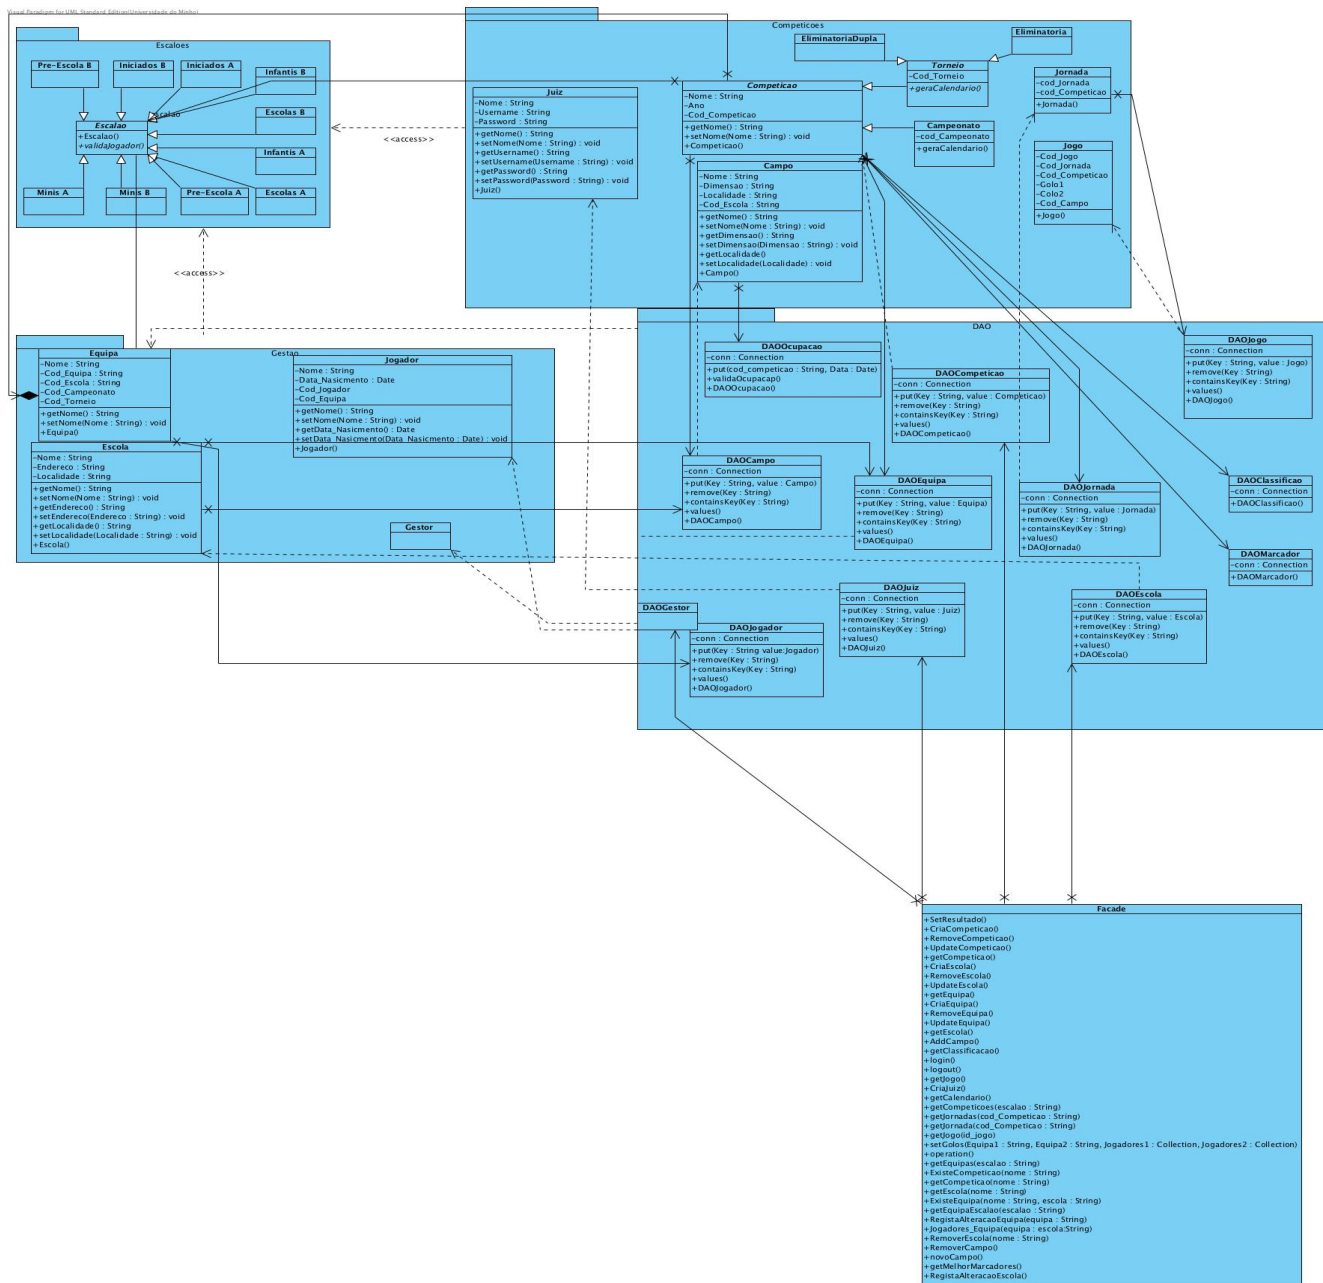 Visual Paradigm for UML Standard Edition(Universidade do Minho)
Escaloes
Pre-Escola B
Iniciados B
Iniciados A
Infantis B
Escolas B
Infantis A
Escolas A
Pre-Escola A
Minis B
Minis A
Escalao
+Escalao()
+validaJogador()
<<access>>
<<access>>
Competicoes
EliminatoriaDupla
Eliminatoria
Torneio
-Cod_Torneio
+geraCalendario()
Jornada
-cod_Jornada
-cod_Competicao
+Jornada()
Juiz
-Nome : String
-Username : String
-Password : String
+getNome() : String
+setNome(Nome : String) : void
+getUsername() : String
+setUsername(Username : String) : void
+getPassword() : String
+setPassword(Password : String) : void
+Juiz()
Competicao
-Nome : String
-Ano
-Cod_Competicao
+getNome() : String
+setNome(Nome : String) : void
+Competicao()
Campeonato
-cod_Campeonato
+geraCalendario()
Jogo
-Cod_Jogo
-Cod_Jornada
-Cod_Competicao
-Golo1
-Colo2
-Cod_Campo
+Jogo()
Campo
-Nome : String
-Dimensao : String
-Localidade : String
-Cod_Escola : String
+getNome() : String
+setNome(Nome : String) : void
+getDimensao() : String
+setDimensao(Dimensao : String) : void
+getLocalidade()
+setLocalidade(Localidade) : void
+Campo()
Gestao
Equipa
-Nome : String
-Cod_Equipa : String
-Cod_Escola : String
-Cod_Campeonato
-Cod_Torneio
+getNome() : String
+setNome(Nome : String) : void
+Equipa()
Jogador
-Nome : String
-Data_Nasicmento : Date
-Cod_Jogador
-Cod_Equipa
+getNome() : String
+setNome(Nome : String) : void
+getData_Nasicmento() : Date
+setData_Nasicmento(Data_Nasicmento : Date) : void
+Jogador()
Escola
-Nome : String
-Endereco : String
-Localidade : String
+getNome() : String
+setNome(Nome : String) : void
+getEndereco() : String
+setEndereco(Endereco : String) : void
+getLocalidade() : String
+setLocalidade(Localidade : String) : void
+Escola()
Gestor
DAO
DAOOcupacao
-conn : Connection
+put(cod_competicao : String, Data : Date)
+validaOcupacap()
+DAOOcupacao()
DAOCompeticao
-conn : Connection
+put(Key : String, value : Competicao)
+remove(Key : String)
+containsKey(Key : String)
+values()
+DAOCompeticao()
DAOJogo
-conn : Connection
+put(Key : String, value : Jogo)
+remove(Key : String)
+containsKey(Key : String)
+values()
+DAOJogo()
DAOCampo
-conn : Connection
+put(Key : String, value : Campo)
+remove(Key : String)
+containsKey(Key : String)
+values()
+DAOCampo()
DAOEquipa
-conn : Connection
+put(Key : String, value : Equipa)
+remove(Key : String)
+containsKey(Key : String)
+values()
+DAOEquipa()
DAOJornada
-conn : Connection
+put(Key : String, value : Jornada)
+remove(Key : String)
+containsKey(Key : String)
+values()
+DAOJornada()
DAOClassificao
-conn : Connection
+DAOClassificao()
DAOMarcador
-conn : Connection
+DAOMarcador()
DAOGestor
DAOJogador
-conn : Connection
+put(Key : String value:Jogador)
+remove(Key : String)
+containsKey(Key : String)
+values()
+DAOJogador()
DAOJuiz
-conn : Connection
+put(Key : String, value : Juiz)
+remove(Key : String)
+containsKey(Key : String)
+values()
+DAOJuiz()
DAOEscola
-conn : Connection
+put(Key : String, value : Escola)
+remove(Key : String)
+containsKey(Key : String)
+values()
+DAOEscola()
Facade
+SetResultado()
+CriaCompeticao()
+RemoveCompeticao()
+UpdateCompeticao()
+getCompeticao()
+CriaEscola()
+RemoveEscola()
+UpdateEscola()
+getEquipa()
+CriaEquipa()
+RemoveEquipa()
+UpdateEquipa()
+getEscola()
+AddCampo()
+getClassificacao()
+login()
+logout()
+getJogo()
+CriaJuiz()
+getCalendario()
+getCompeticoes(escalao : String)
+getJornadas(cod_Competicao : String)
+getJornada(cod_Competicao : String)
+getJogo(id_jogo)
+setGolos(Equipa1 : String, Equipa2 : String, Jogadores1 : Collection, Jogadores2 : Collection)
+operation()
+getEquipas(escalao : String)
+ExisteCompeticao(nome : String)
+getCompeticao(nome : String)
+getEscola(nome : String)
+ExisteEquipa(nome : String, escola : String)
+getEquipaEscalao(escalao : String)
+RegistaAlteracaoEquipa(equipa : String)
+Jogadores_Equipa(equipa : escola:String)
+RemoverEscola(nome : String)
+RemoverCampo()
+novoCampo()
+getMelhorMarcadores()
+RegistaAlteracaoEscola()